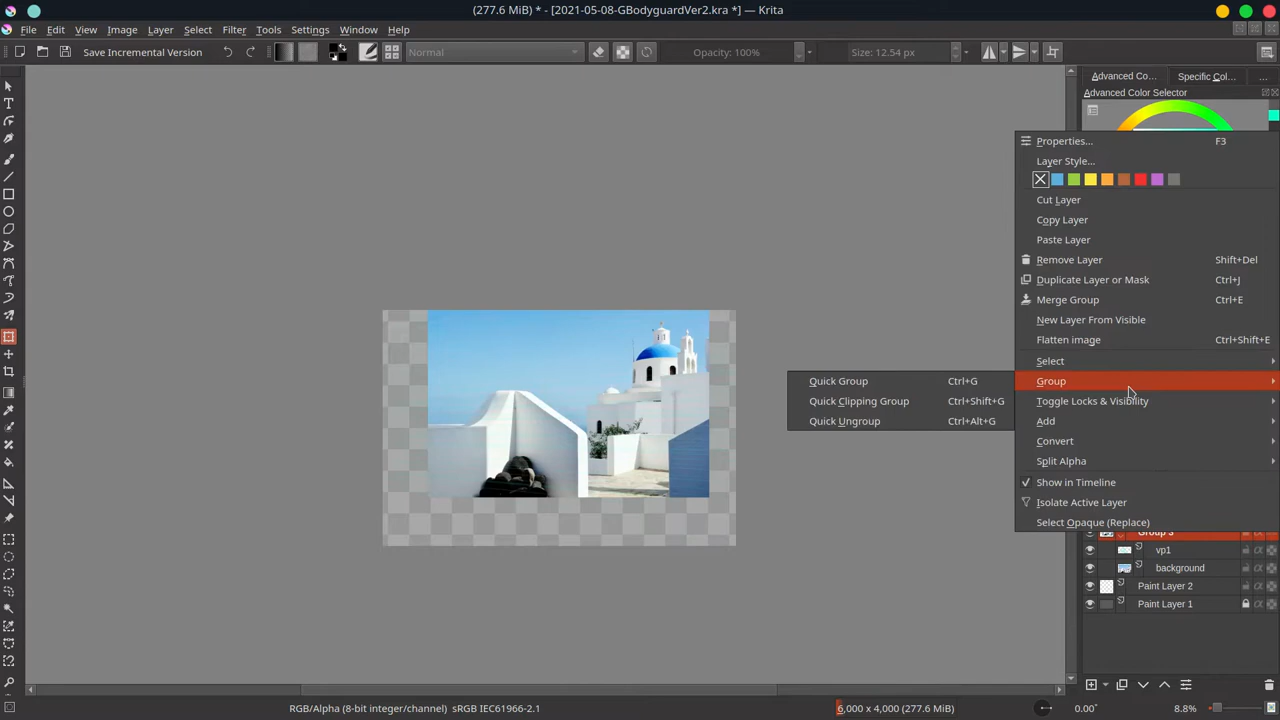 (277.6 MiB) * - [2021-05-08-GBodyguardVer2.kra *] — Krita
File Edit View Image Layer Select Filter Tools Settings Window Help
Save Incremental Version Normal Opacity: 100% Size: 12.54 px
Advanced Co... Specific Col... ...
Advanced Color Selector
Properties... F3
Layer Style...
Cut Layer
Copy Layer
Paste Layer
Remove Layer Shift+Del
Duplicate Layer or Mask Ctrl+J
Merge Group Ctrl+E
New Layer From Visible
Flatten image Ctrl+Shift+E
Select
Group
Toggle Locks & Visibility
Add
Convert
Split Alpha
Show in Timeline
Isolate Active Layer
Select Opaque (Replace)
Quick Group Ctrl+G
Quick Clipping Group Ctrl+Shift+G
Quick Ungroup Ctrl+Alt+G
Group 3
vp1
background
Paint Layer 2
Paint Layer 1
RGB/Alpha (8-bit integer/channel) sRGB IEC61966-2.1 6,000 x 4,000 (277.6 MiB) 0.00° 8.8%